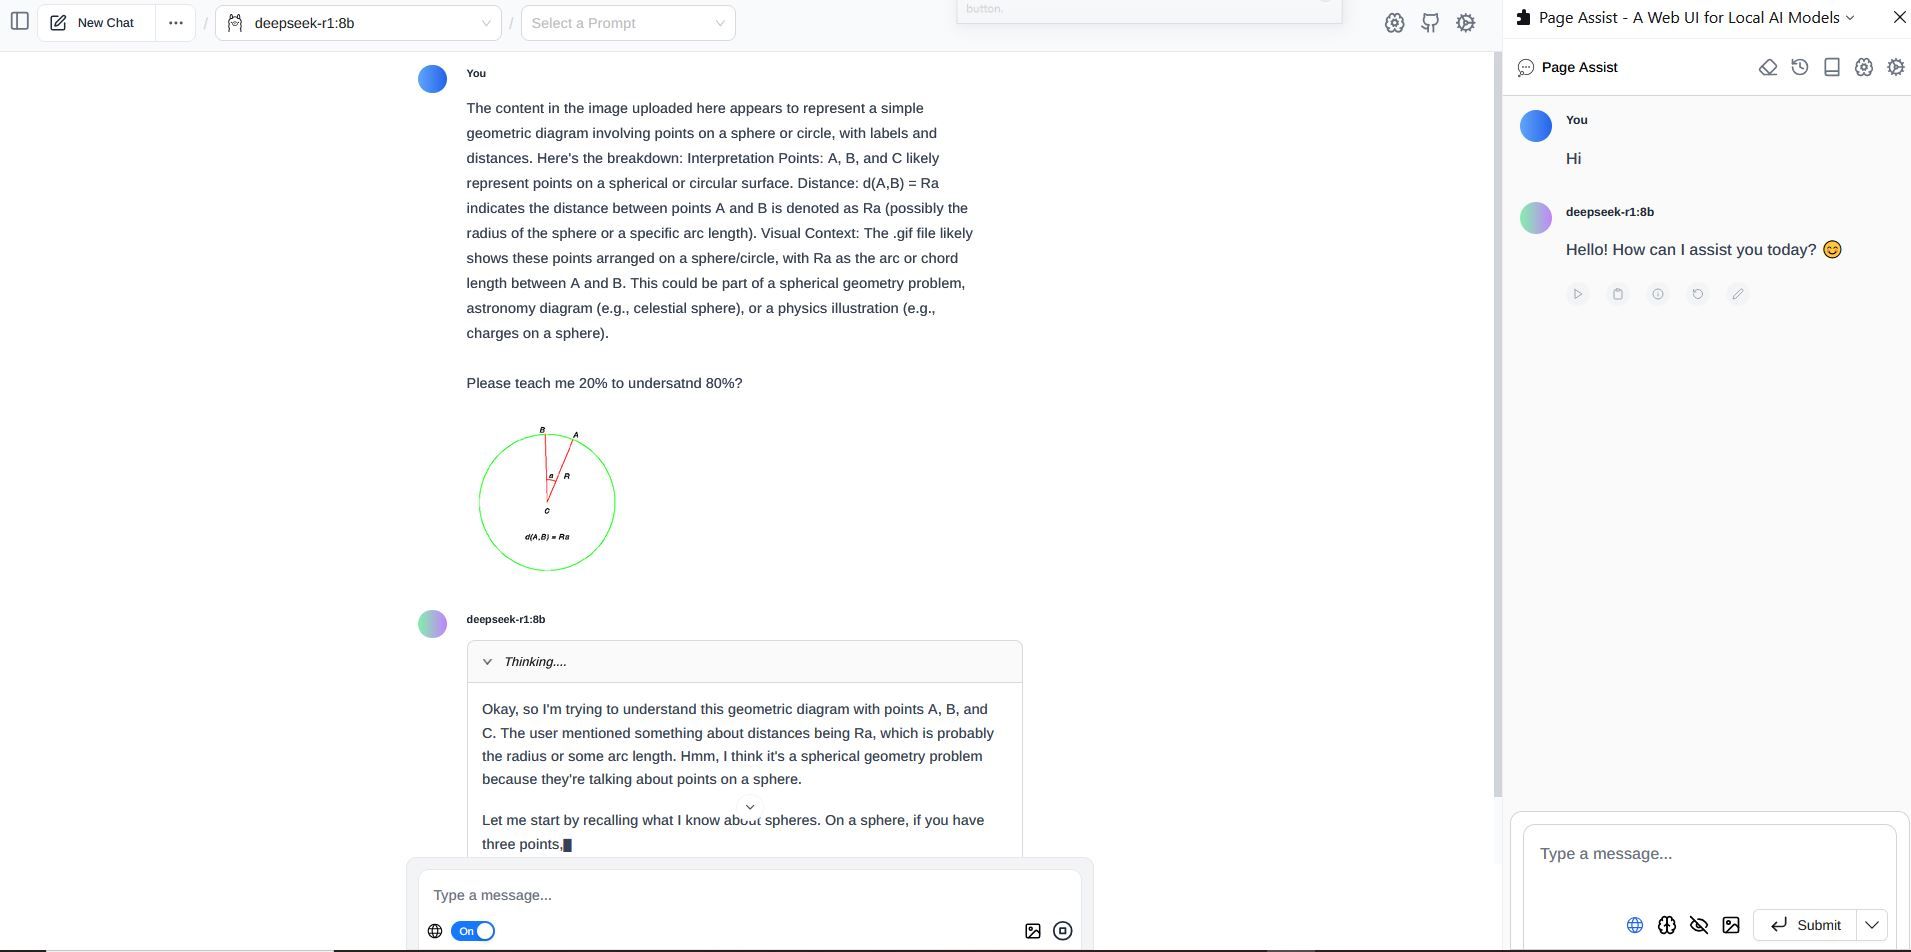 New Chat
...
/
deepseek-r1:8b
/
Select a Prompt
button.
You
The content in the image uploaded here appears to represent a simple
geometric diagram involving points on a sphere or circle, with labels and
distances. Here's the breakdown: Interpretation Points: A, B, and C likely
represent points on a spherical or circular surface. Distance: d(A,B) = Ra
indicates the distance between points A and B is denoted as Ra (possibly the
radius of the sphere or a specific arc length). Visual Context: The .gif file likely
shows these points arranged on a sphere/circle, with Ra as the arc or chord
length between A and B. This could be part of a spherical geometry problem,
astronomy diagram (e.g., celestial sphere), or a physics illustration (e.g.,
charges on a sphere).
Please teach me 20% to undersatnd 80%?
B
A
a
R
C
d(A,B) = Ra
deepseek-r1:8b
Thinking....
Okay, so I'm trying to understand this geometric diagram with points A, B, and
C. The user mentioned something about distances being Ra, which is probably
the radius or some arc length. Hmm, I think it's a spherical geometry problem
because they're talking about points on a sphere.
Let me start by recalling what I know about spheres. On a sphere, if you have
three points,
Type a message...
On
Page Assist - A Web UI for Local AI Models
Page Assist
You
Hi
deepseek-r1:8b
Hello! How can I assist you today? 😊
Type a message...
Submit